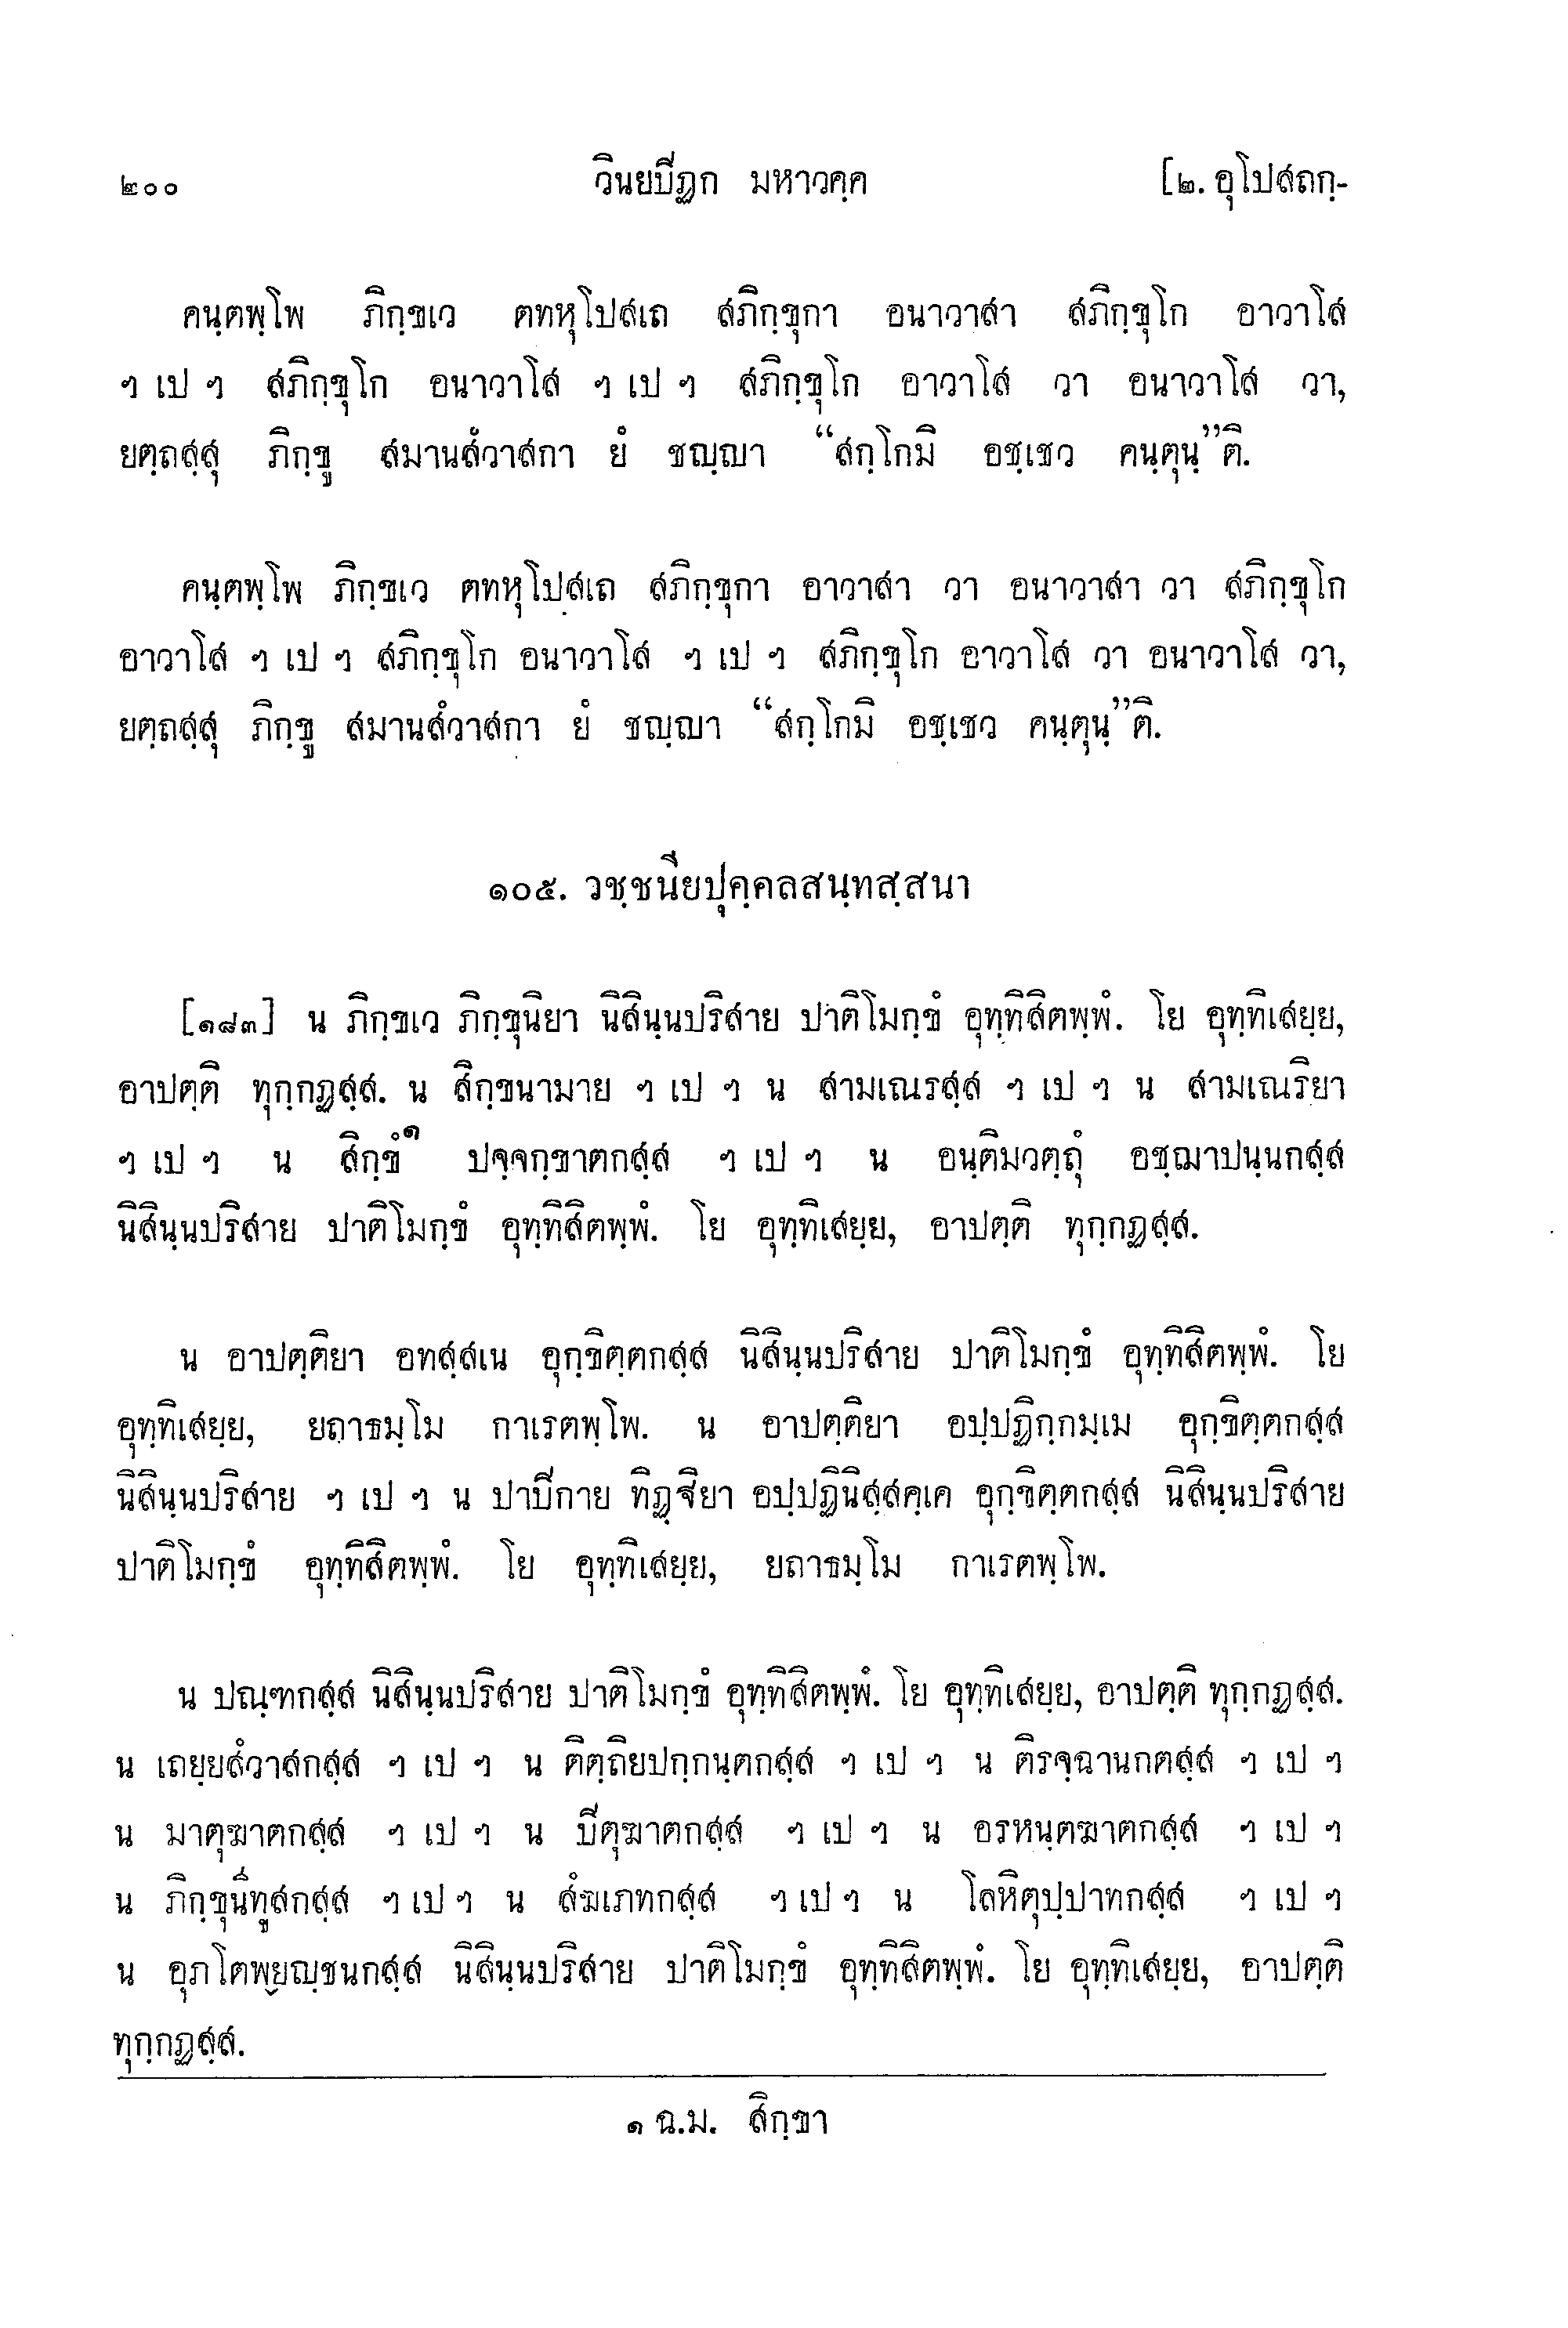 ๒๐๐ วินยปิฏก มหาวคฺค [๒. อุโปสถกฺ-
คนฺตพฺโพ ภิกฺขเว ตทหุโปสเถ สภิกฺขุกา อนาวาสา สภิกฺขุโก อาวาโส
ฯ เป ฯ สภิกฺขุโก อนาวาโส ฯ เป ฯ สภิกฺขุโก อาวาโส วา อนาวาโส วา,
ยตฺถสฺสุ ภิกฺขู สมานสํวาสกา ยํ ชญฺญา “สกฺโกมิ อชฺเชว คนฺตุนฺ”ติ.
คนฺตพฺโพ ภิกฺขเว ตทหุโปสเถ สภิกฺขุกา อาวาสา วา อนาวาสา วา สภิกฺขุโก
อาวาโส ฯ เป ฯ สภิกฺขุโก อนาวาโส ฯ เป ฯ สภิกฺขุโก อาวาโส วา อนาวาโส วา,
ยตฺถสฺสุ ภิกฺขู สมานสํวาสกา ยํ ชญฺญา “สกฺโกมิ อชฺเชว คนฺตุนฺ”ติ.
๑๐๕. วชฺชนียปุคฺคลสนฺทสฺสนา
[๑๘๓] น ภิกฺขเว ภิกฺขุนิยา นิสินฺนปริสาย ปาติโมกฺขํ อุทฺทิสิตพฺพํ. โย อุทฺทิเสยฺย,
อาปตฺติ ทุกฺกฏสฺส. น สิกฺขนามาย ฯ เป ฯ น สามเณรสฺส ฯ เป ฯ น สามเณริยา
ฯ เป ฯ น สิกฺขํ๑ ปจฺจกฺขาตกสฺส ฯ เป ฯ น อนฺติมวตฺถุํ อชฺฌาปนฺนกสฺส
นิสินฺนปริสาย ปาติโมกฺขํ อุทฺทิสิตพฺพํ. โย อุทฺทิเสยฺย, อาปตฺติ ทุกฺกฏสฺส.
น อาปตฺติยา อทสฺสเน อุกฺขิตฺตกสฺส นิสินฺนปริสาย ปาติโมกฺขํ อุทฺทิสิตพฺพํ. โย
อุทฺทิเสยฺย, ยถาธมฺโม กาเรตพฺโพ. น อาปตฺติยา อปฺปฏิกฺกมฺเม อุกฺขิตฺตกสฺส
นิสินฺนปริสาย ฯ เป ฯ น ปาปิกาย ทิฏฺฐิยา อปฺปฏินิสฺสคฺเค อุกฺขิตฺตกสฺส นิสินฺนปริสาย
ปาติโมกฺขํ อุทฺทิสิตพฺพํ. โย อุทฺทิเสยฺย, ยถาธมฺโม กาเรตพฺโพ.
น ปณฺฑกสฺส นิสินฺนปริสาย ปาติโมกฺขํ อุทฺทิสิตพฺพํ. โย อุทฺทิเสยฺย, อาปตฺติ ทุกฺกฏสฺส.
น เถยฺยสํวาสกสฺส ฯ เป ฯ น ติตฺถิยปกฺกนฺตกสฺส ฯ เป ฯ น ติรจฺฉานกตสฺส ฯ เป ฯ
น มาตุฆาตกสฺส ฯ เป ฯ น ปิตุฆาตกสฺส ฯ เป ฯ น อรหนฺตฆาตกสฺส ฯ เป ฯ
น ภิกฺขุนีทูสกสฺส ฯ เป ฯ น สํฆเภทกสฺส ฯ เป ฯ น โลหิตุปฺปาทกสฺส ฯ เป ฯ
น อุภโตพฺยญฺชนกสฺส นิสินฺนปริสาย ปาติโมกฺขํ อุทฺทิสิตพฺพํ. โย อุทฺทิเสยฺย, อาปตฺติ
ทุกฺกฏสฺส.
๑ ฉ.ม. สิกฺขา